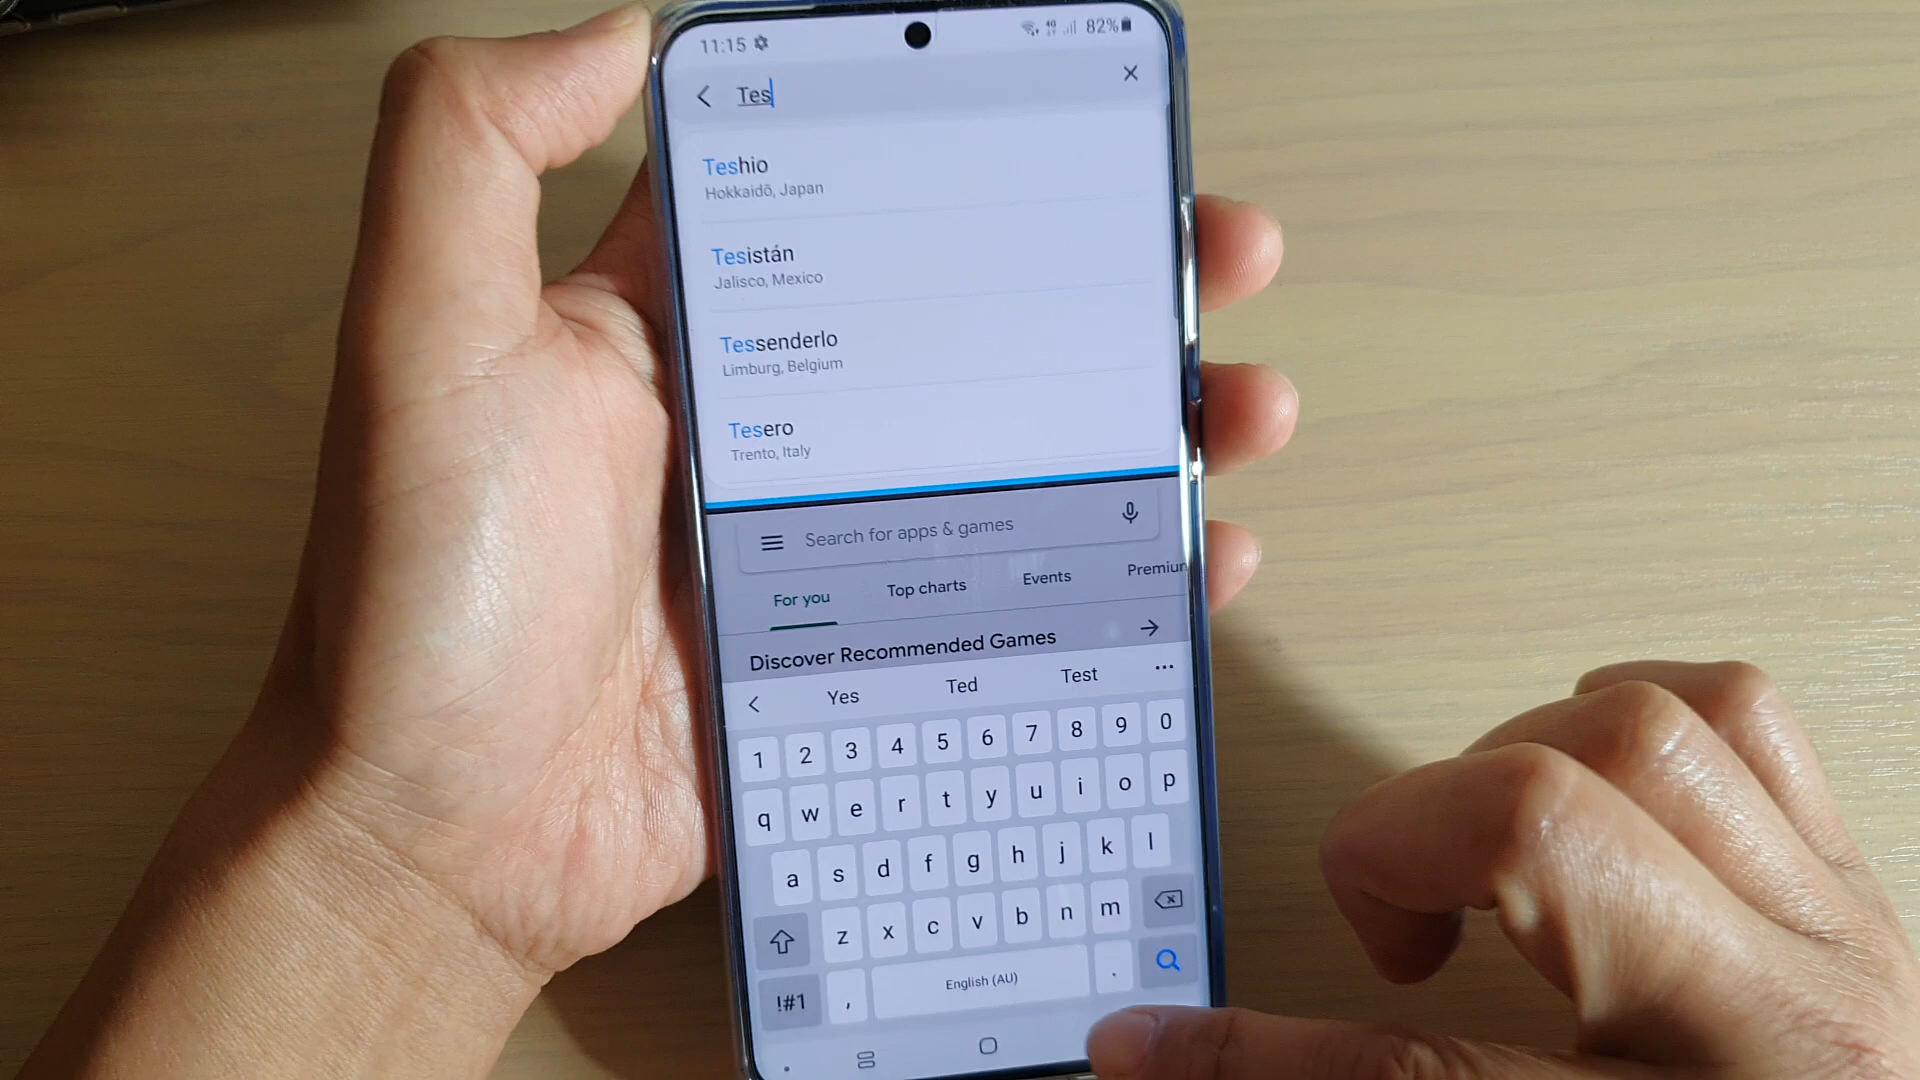 11:15
4G
82%
Tes
Teshio
Hokkaidō, Japan
Tesistán
Jalisco, Mexico
Tessenderlo
Limburg, Belgium
Tesero
Trento, Italy
Search for apps & games
For you Top charts Events Premiur
Discover Recommended Games
Yes Ted Test
1 2 3 4 5 6 7 8 9 0
q w e r t y u i o p
a s d f g h j k l
z x c v b n m
!#1 , English (AU) .